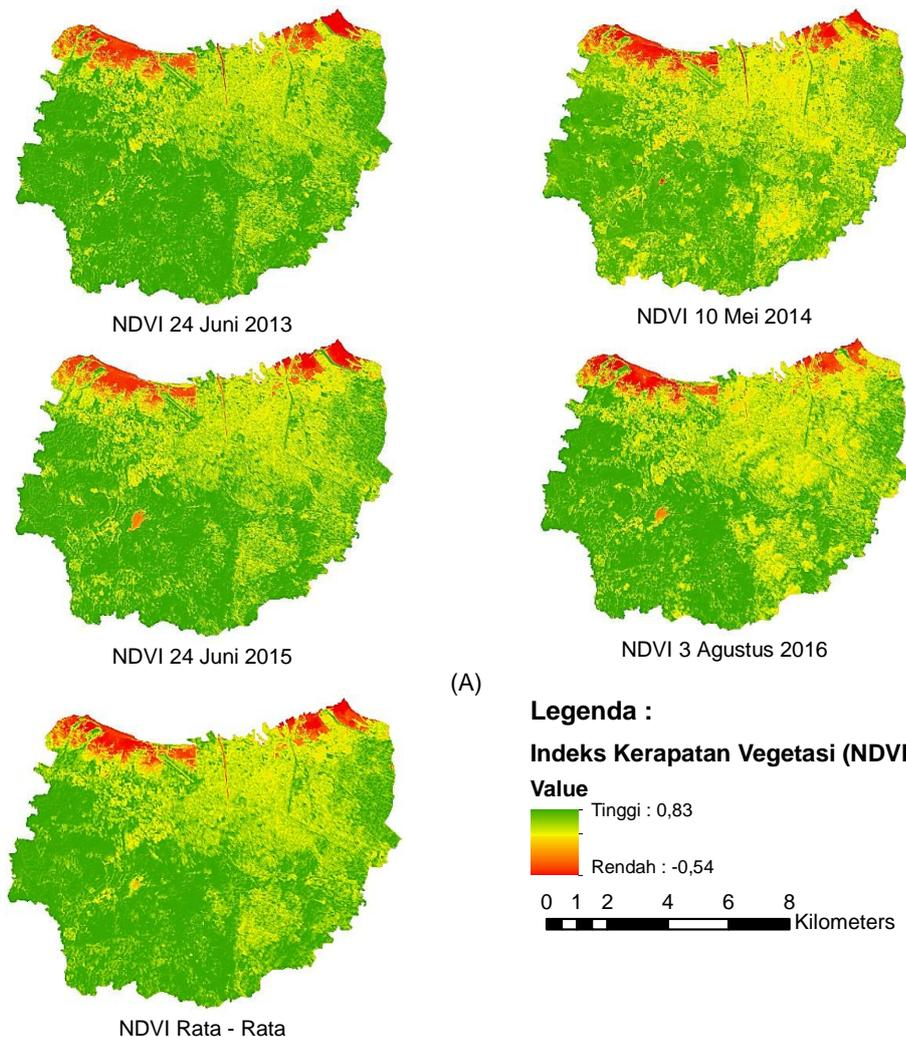 NDVI 24 Juni 2013
NDVI 10 Mei 2014
NDVI 24 Juni 2015
NDVI 3 Agustus 2016
(A)
Legenda :
Indeks Kerapatan Vegetasi (NDVI
Value
Tinggi : 0,83
Rendah : -0,54
0 1 2 4 6 8
Kilometers
NDVI Rata - Rata